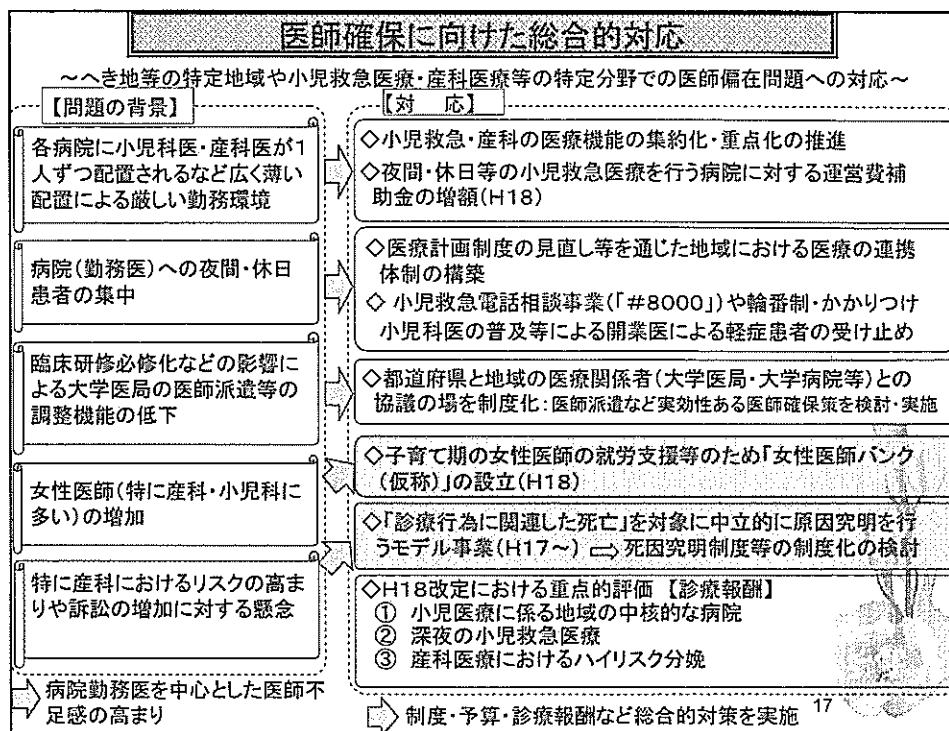 医師確保に向けた総合的対応
～へき地等の特定地域や小児救急医療・産科医療等の特定分野での医師偏在問題への対応～
【問題の背景】
各病院に小児科医・産科医が1
人ずつ配置されるなど広く薄い
配置による厳しい勤務環境
病院(勤務医)への夜間・休日
患者の集中
臨床研修必修化などの影響
による大学医局の医師派遣等の
調整機能の低下
女性医師(特に産科・小児科に
多い)の増加
特に産科におけるリスクの高ま
りや訴訟の増加に対する懸念
病院勤務医を中心とした医師不
足感の高まり
【対　応】
◇小児救急・産科の医療機能の集約化・重点化の推進
◇夜間・休日等の小児救急医療を行う病院に対する運営費補
助金の増額(H18)
◇医療計画制度の見直し等を通じた地域における医療の連携
体制の構築
◇ 小児救急電話相談事業(「#8000」)や輪番制・かかりつけ
小児科医の普及等による開業医による軽症患者の受け止め
◇都道府県と地域の医療関係者(大学医局・大学病院等)との
協議の場を制度化:医師派遣など実効性ある医師確保策を検討・実施
◇子育て期の女性医師の就労支援等のため「女性医師バンク
(仮称)」の設立(H18)
◇「診療行為に関連した死亡」を対象に中立的に原因究明を行
うモデル事業(H17～) ⇨ 死因究明制度等の制度化の検討
◇H18改定における重点的評価 【診療報酬】
① 小児医療に係る地域の中核的な病院
② 深夜の小児救急医療
③ 産科医療におけるハイリスク分娩
制度・予算・診療報酬など総合的対策を実施
17